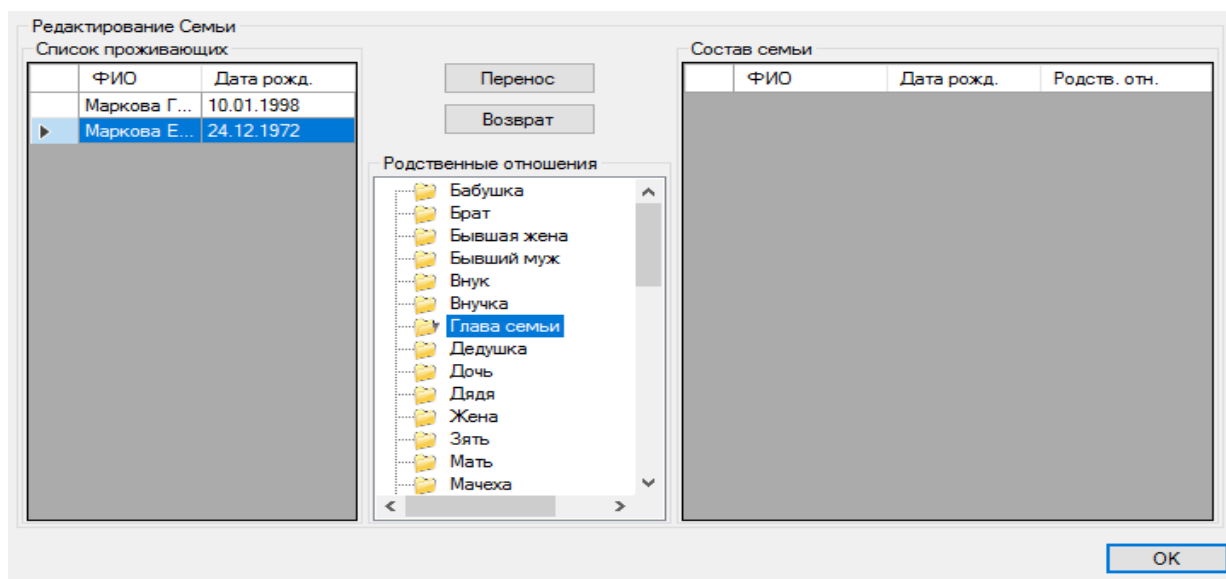 Редактирование Семьи
Список проживающих
ФИО Дата рожд.
Маркова Г... 10.01.1998
Маркова Е... 24.12.1972
Перенос
Возврат
Родственные отношения
Бабушка
Брат
Бывшая жена
Бывший муж
Внук
Внучка
Глава семьи
Дедушка
Дочь
Дядя
Жена
Зять
Мать
Мачеха
Состав семьи
ФИО Дата рожд. Родств. отн.
OK